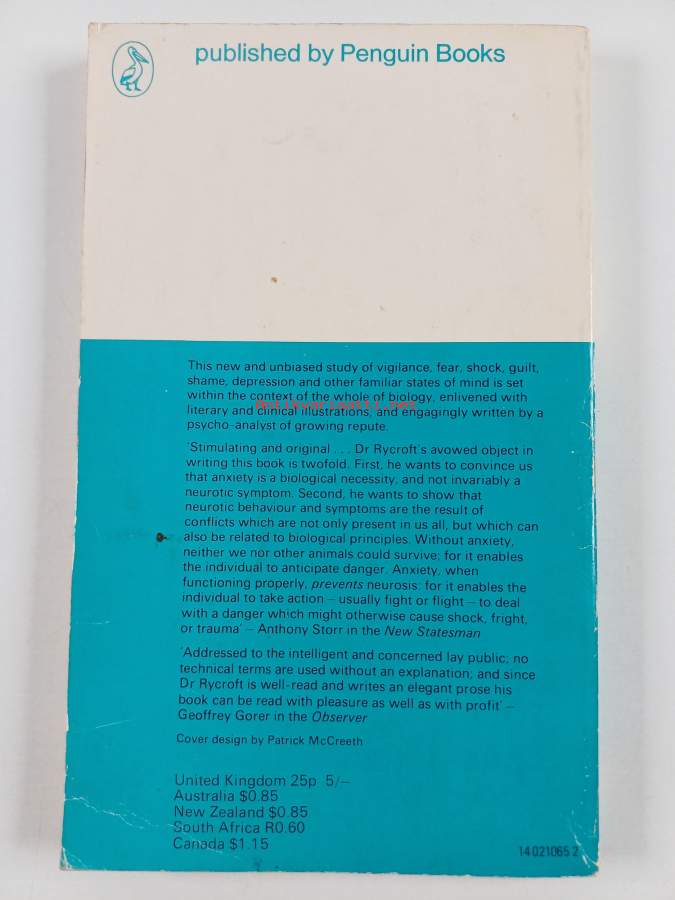 published by Penguin Books
This new and unbiased study of vigilance, fear, shock, guilt,
shame, depression and other familiar states of mind is set
within the context of the whole of biology, enlivened with
literary and clinical illustrations, and engagingly written by a
psycho-analyst of growing repute.
'Stimulating and original . . . Dr Rycroft's avowed object in
writing this book is twofold. First, he wants to convince us
that anxiety is a biological necessity, and not invariably a
neurotic symptom. Second, he wants to show that
neurotic behaviour and symptoms are the result of
conflicts which are not only present in us all, but which can
also be related to biological principles. Without anxiety,
neither we nor other animals could survive; for it enables
the individual to anticipate danger. Anxiety, when
functioning properly, prevents neurosis: for it enables the
individual to take action – usually fight or flight – to deal
with a danger which might otherwise cause shock, fright,
or trauma' – Anthony Storr in the New Statesman
'Addressed to the intelligent and concerned lay public; no
technical terms are used without an explanation; and since
Dr Rycroft is well-read and writes an elegant prose his
book can be read with pleasure as well as with profit' –
Geoffrey Gorer in the Observer
Cover design by Patrick McCreeth
United Kingdom 25p 5/–
Australia $0.85
New Zealand $0.85
South Africa R0.60
Canada $1.15
14 021065 2